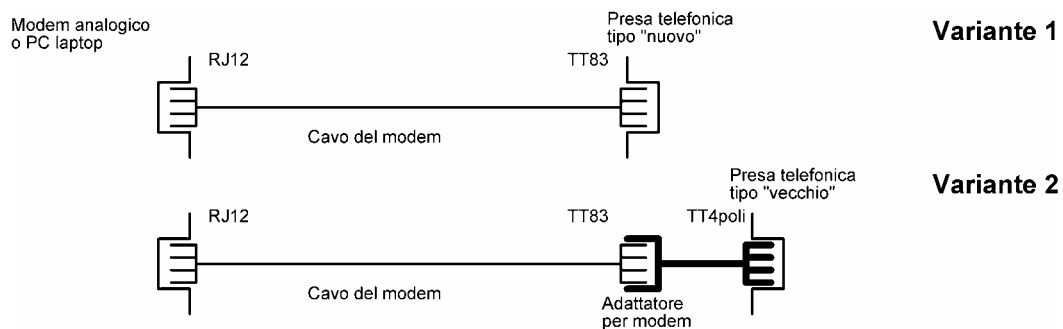 Modem analogico
o PC laptop
Presa telefonica
tipo "nuovo"
Variante 1
RJ12
TT83
Cavo del modem
Presa telefonica
tipo "vecchio"
Variante 2
RJ12
TT83
TT4poli
Cavo del modem
Adattatore
per modem